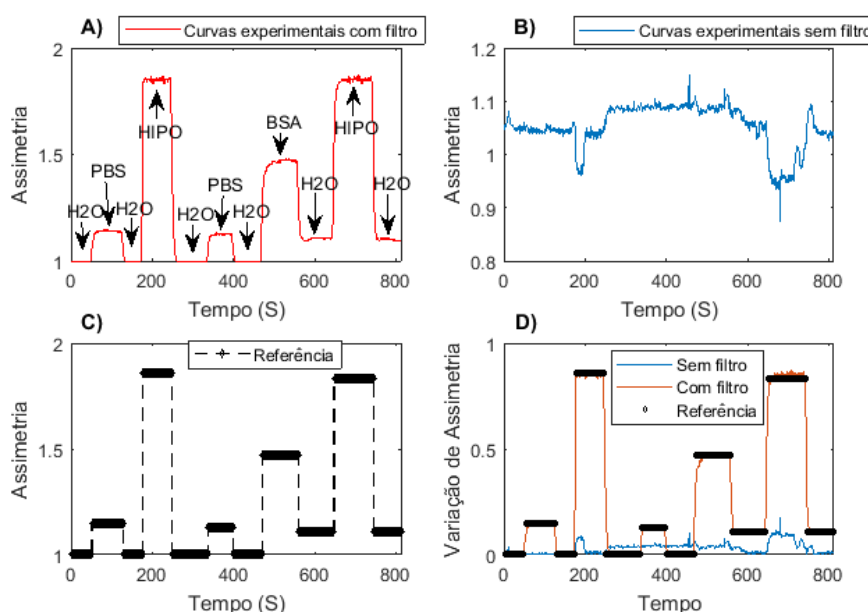 A)
Curvas experimentais com filtro
2
1.5
1
Assimetria
H2O
PBS
H2O
HIPO
H2O
PBS
H2O
BSA
H2O
HIPO
H2O
0 200 400 600 800
Tempo (S)
B)
Curvas experimentais sem filtro
1.2
1.1
1
0.9
0.8
Assimetria
0 200 400 600 800
Tempo (S)
C)
Referência
2
1.5
1
Assimetria
0 200 400 600 800
Tempo (S)
D)
Sem filtro
Com filtro
Referência
1
0.5
0
Variação de Assimetria
0 200 400 600 800
Tempo